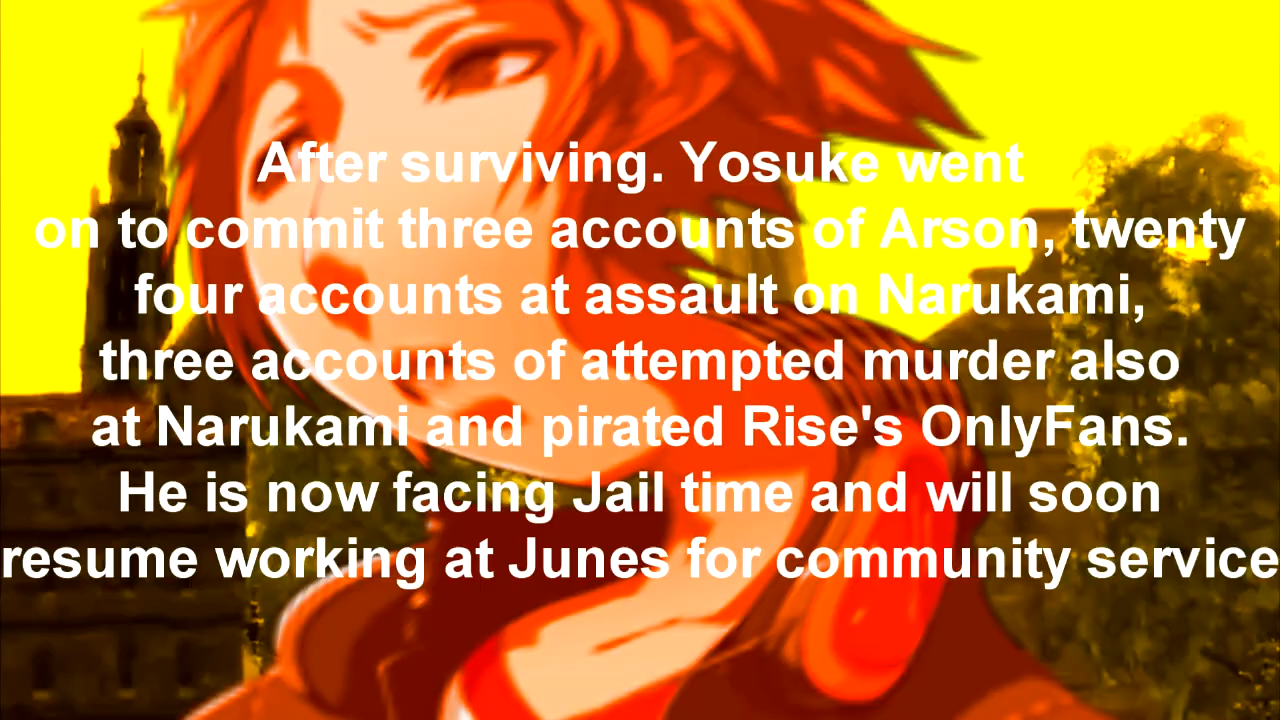 After surviving. Yosuke went
on to commit three accounts of Arson, twenty
four accounts at assault on Narukami,
three accounts of attempted murder also
at Narukami and pirated Rise's OnlyFans.
He is now facing Jail time and will soon
resume working at Junes for community service